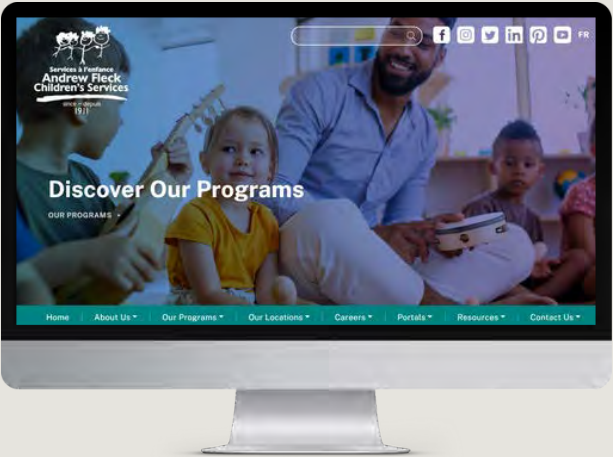 Services à l'enfance
Andrew Fleck
Children's Services
since • depuis
1911
FR
Discover Our Programs
OUR PROGRAMS
Home About Us Our Programs Our Locations Careers Portals Resources Contact Us